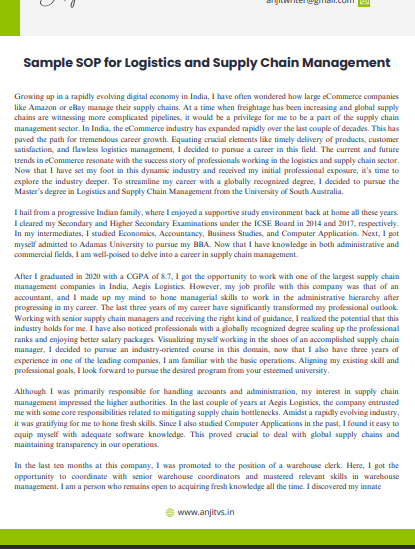 anjitwriter@gmail.com
Sample SOP for Logistics and Supply Chain Management
Growing up in a rapidly evolving digital economy in India, I have often wondered how large eCommerce companies
like Amazon or eBay manage their supply chains. At a time when freightage has been increasing and global supply
chains are witnessing more complicated pipelines, it would be a privilege for me to be a part of the supply chain
management sector. In India, the eCommerce industry has expanded rapidly over the last couple of decades. This has
paved the path for tremendous career growth. Equating crucial elements like timely delivery of products, customer
satisfaction, and flawless logistics management, I decided to pursue a career in this field. The current and future
trends in eCommerce resonate with the success story of professionals working in the logistics and supply chain sector.
Now that I have set my foot in this dynamic industry and received my initial professional exposure, it's time to
explore the industry deeper. To streamline my career with a globally recognized degree, I decided to pursue the
Master's degree in Logistics and Supply Chain Management from the University of South Australia.
I hail from a progressive Indian family, where I enjoyed a supportive study environment back at home all these years.
I cleared my Secondary and Higher Secondary Examinations under the ICSE Board in 2014 and 2017, respectively.
In my intermediates, I studied Economics, Accountancy, Business Studies, and Computer Application. Next, I got
myself admitted to Adamas University to pursue my BBA. Now that I have knowledge in both administrative and
commercial fields, I am well-poised to delve into a career in supply chain management.
After I graduated in 2020 with a CGPA of 8.7, I got the opportunity to work with one of the largest supply chain
management companies in India, Aegis Logistics. However, my job profile with this company was that of an
accountant, and I made up my mind to hone managerial skills to work in the administrative hierarchy after
progressing in my career. The last three years of my career have significantly transformed my professional outlook.
Working with senior supply chain managers and receiving the right kind of guidance, I realized the potential that this
industry holds for me. I have also noticed professionals with a globally recognized degree scaling up the professional
ranks and enjoying better salary packages. Visualizing myself working in the shoes of an accomplished supply chain
manager, I decided to pursue an industry-oriented course in this domain, now that I also have three years of
experience in one of the leading companies, I am familiar with the basic operations. Aligning my existing skill and
professional goals, I look forward to pursue the desired program from your esteemed university.
Although I was primarily responsible for handling accounts and administration, my interest in supply chain
management impressed the higher authorities. In the last couple of years at Aegis Logistics, the company entrusted
me with some core responsibilities related to mitigating supply chain bottlenecks. Amidst a rapidly evolving industry,
it was gratifying for me to hone fresh skills. Since I also studied Computer Applications in the past, I found it easy to
equip myself with adequate software knowledge. This proved crucial to deal with global supply chains and
maintaining transparency in our operations.
In the last ten months at this company, I was promoted to the position of a warehouse clerk. Here, I got the
opportunity to coordinate with senior warehouse coordinators and mastered relevant skills in warehouse
management. I am a person who remains open to acquiring fresh knowledge all the time. I discovered my innate
www.anjitvs.in